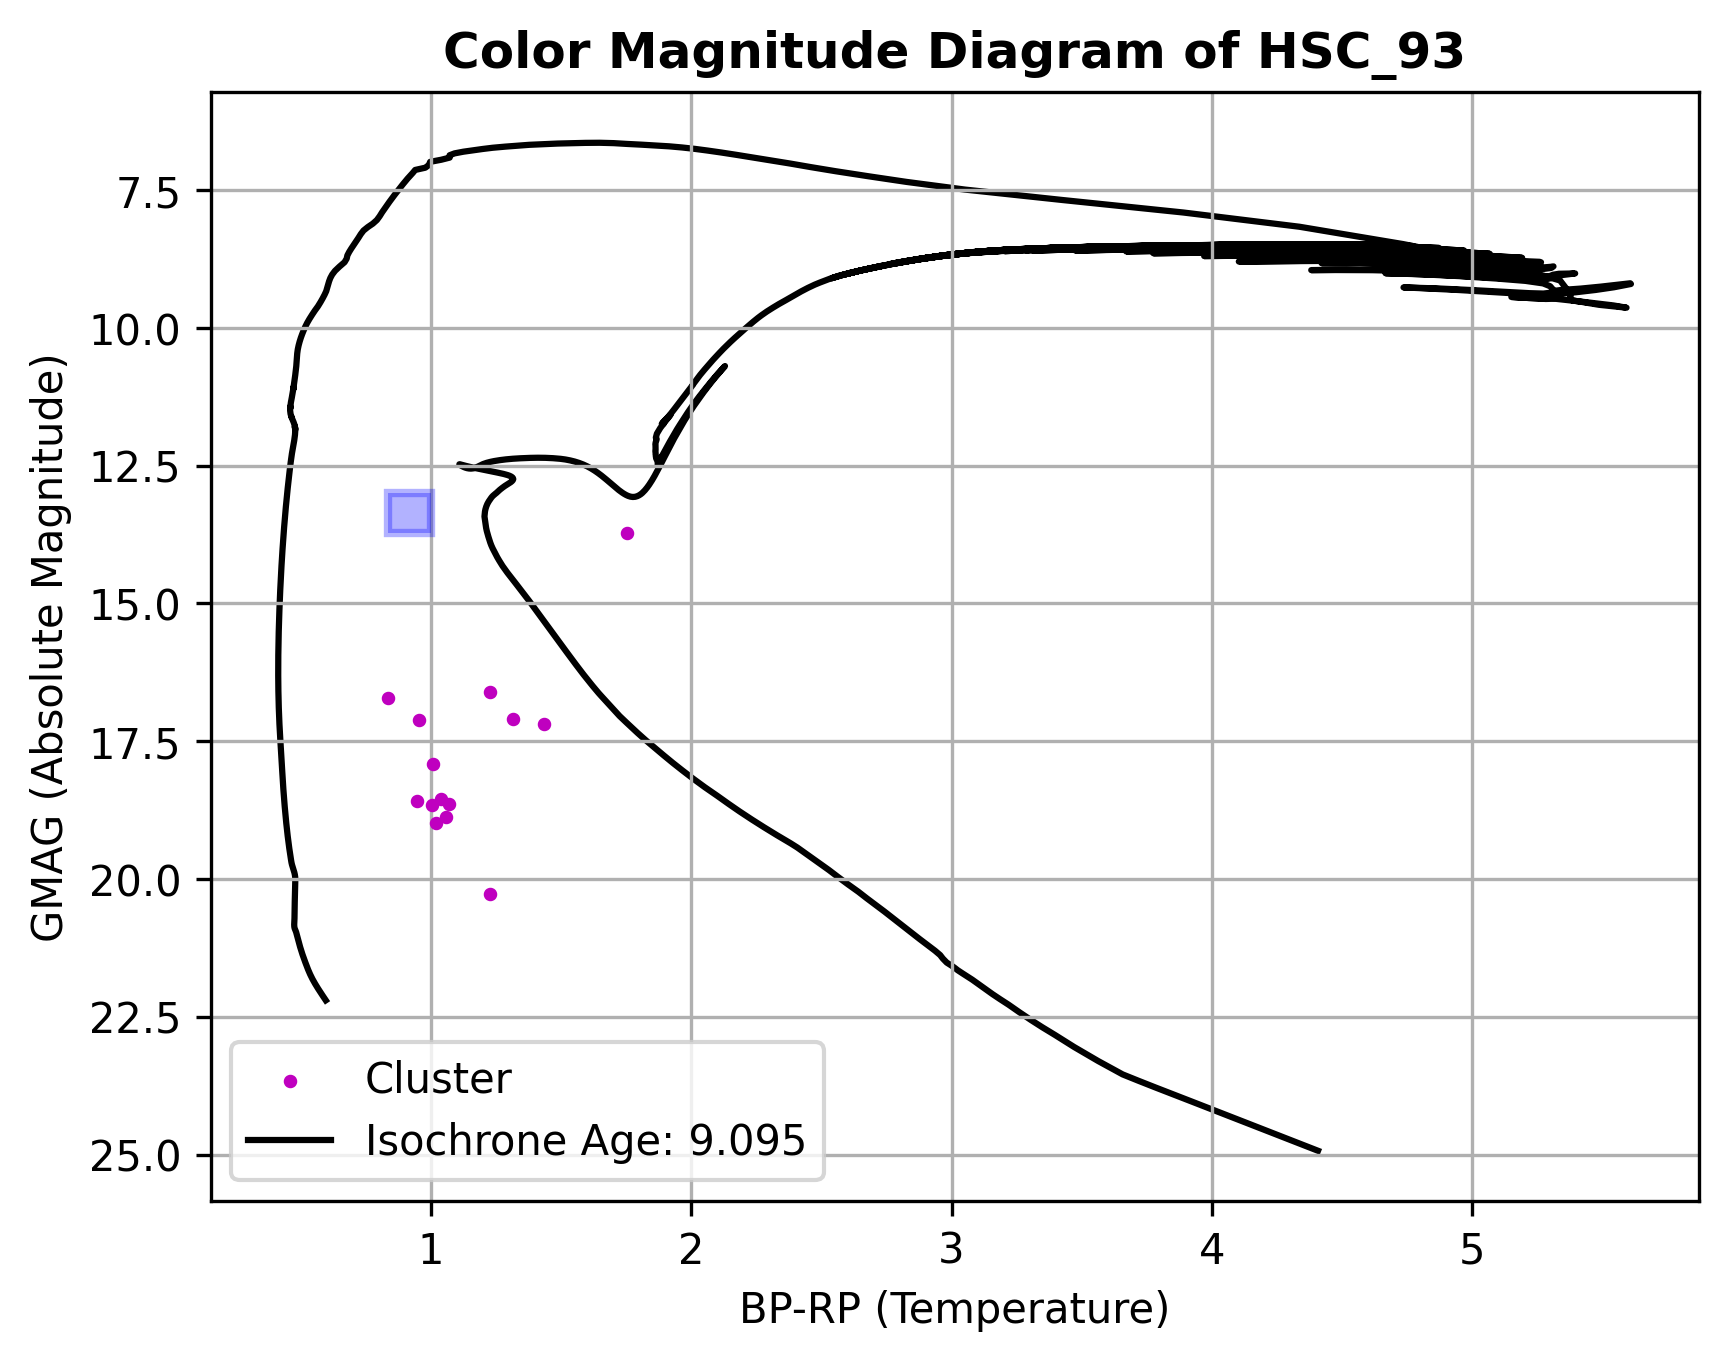 Color Magnitude Diagram of HSC_93
GMAG (Absolute Magnitude)
7.5
10.0
12.5
15.0
17.5
20.0
22.5
25.0
Cluster
Isochrone Age: 9.095
1 2 3 4 5
BP-RP (Temperature)